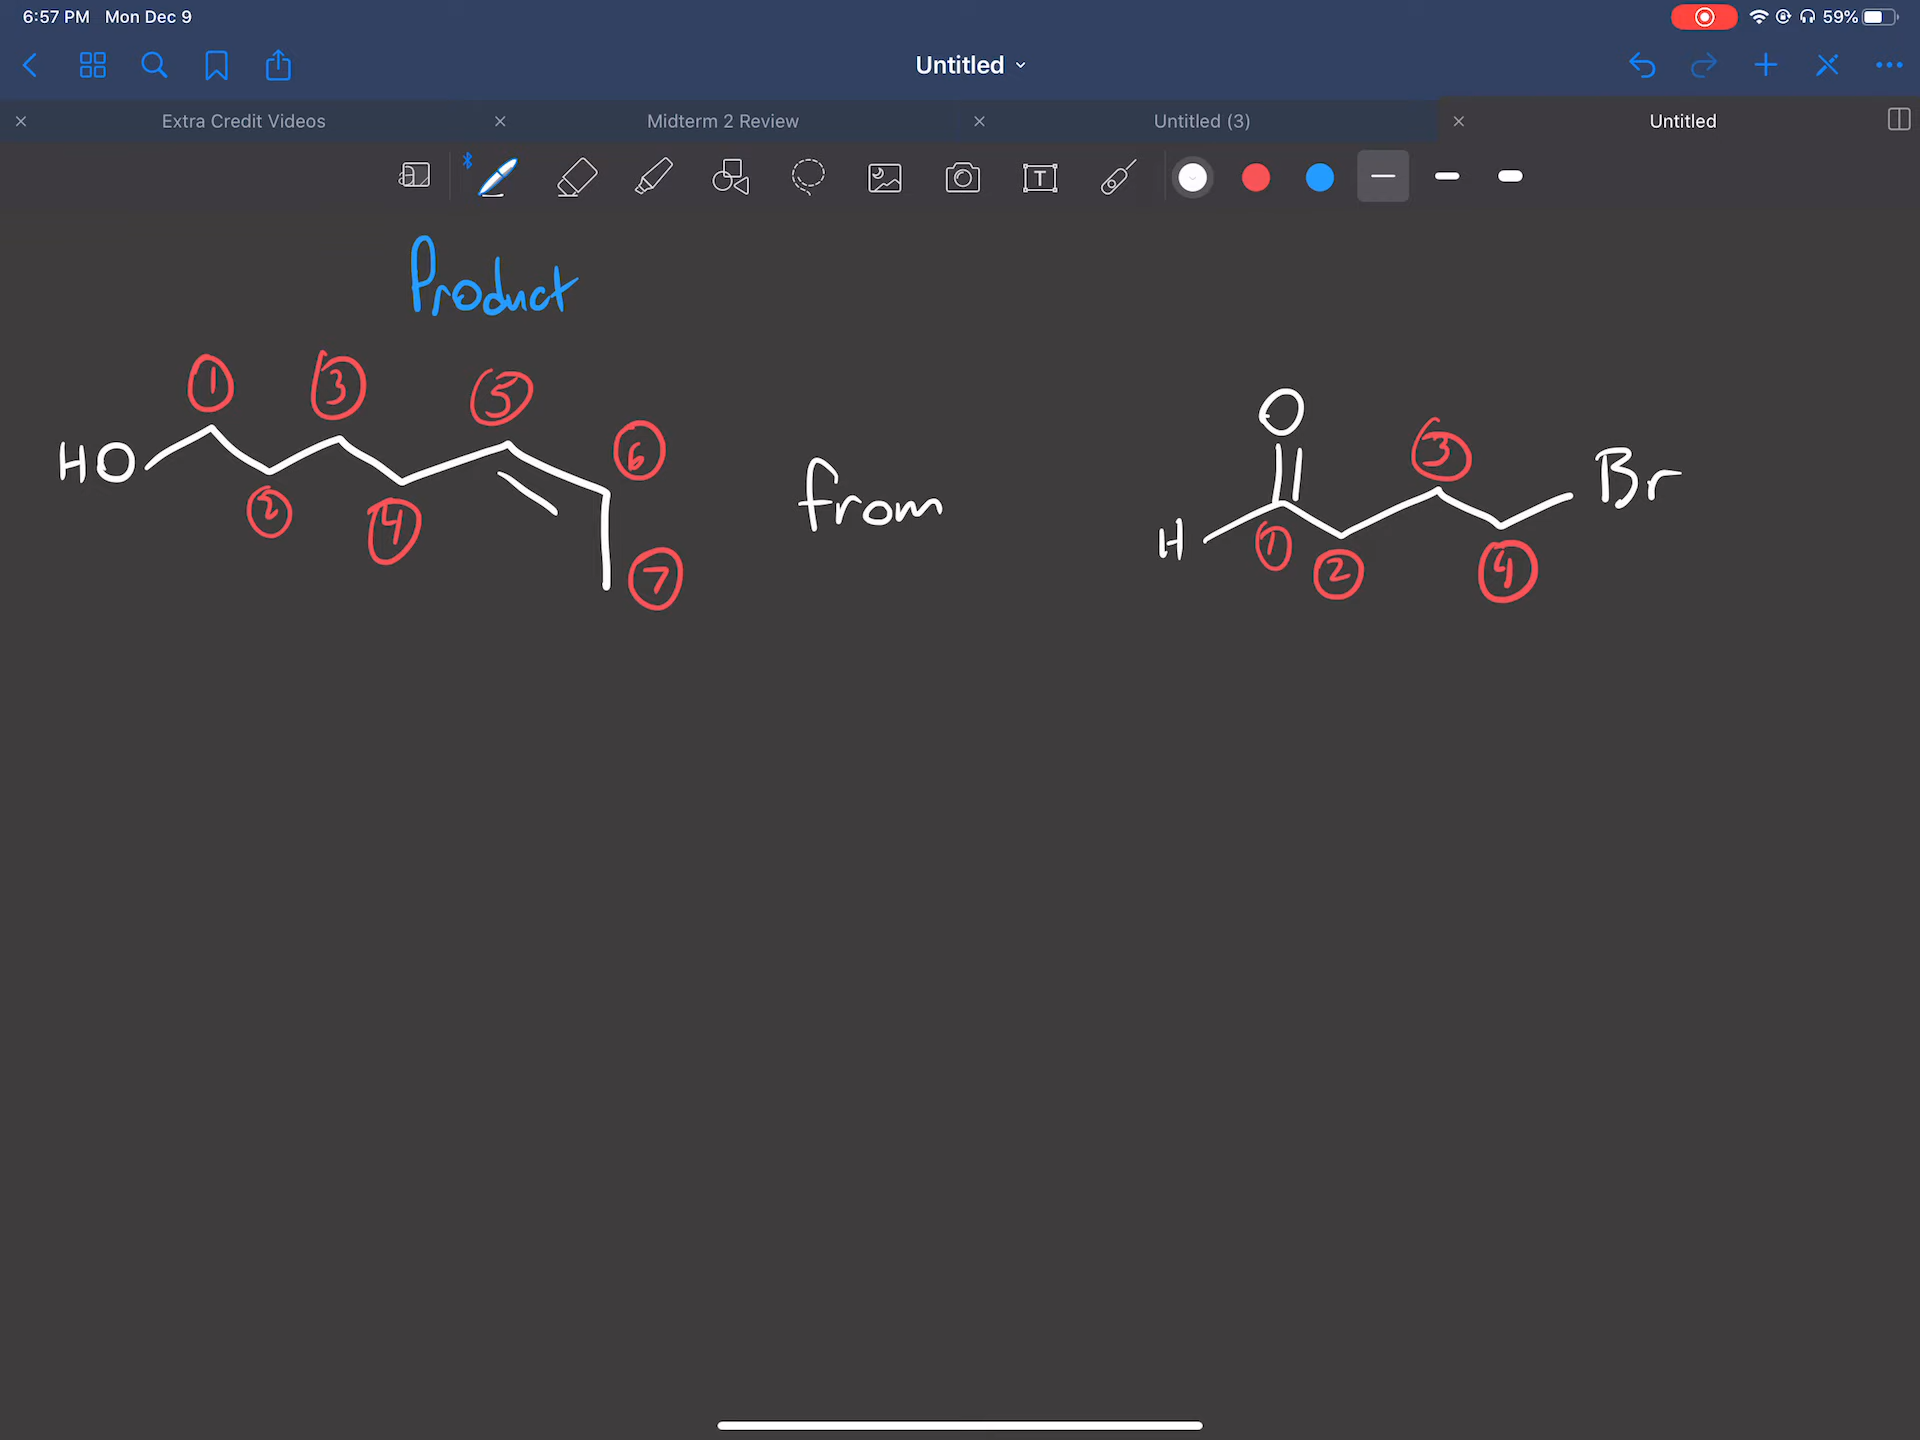 6:57 PM Mon Dec 9
59%
Untitled
Extra Credit Videos
Midterm 2 Review
Untitled (3)
Untitled
T
Product
1 3 5
6
HO
2 4
7
from
O
3
Br
H
1 2 4